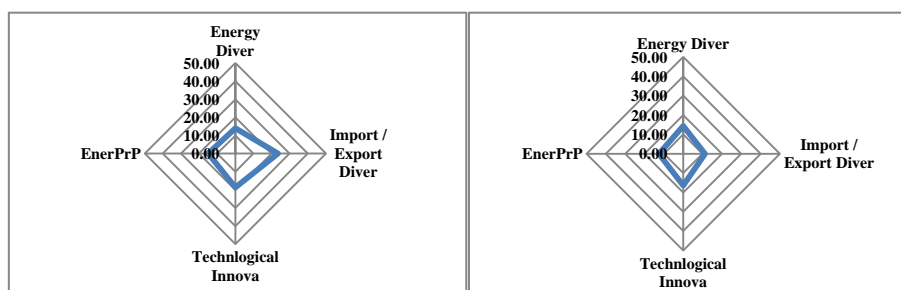 Energy
Diver
50.00
40.00
30.00
20.00
10.00
0.00
EnerPrP
Import /
Export
Diver
Technlogical
Innova
Energy Diver
50.00
40.00
30.00
20.00
10.00
0.00
EnerPrP
Import /
Export Diver
Technlogical
Innova